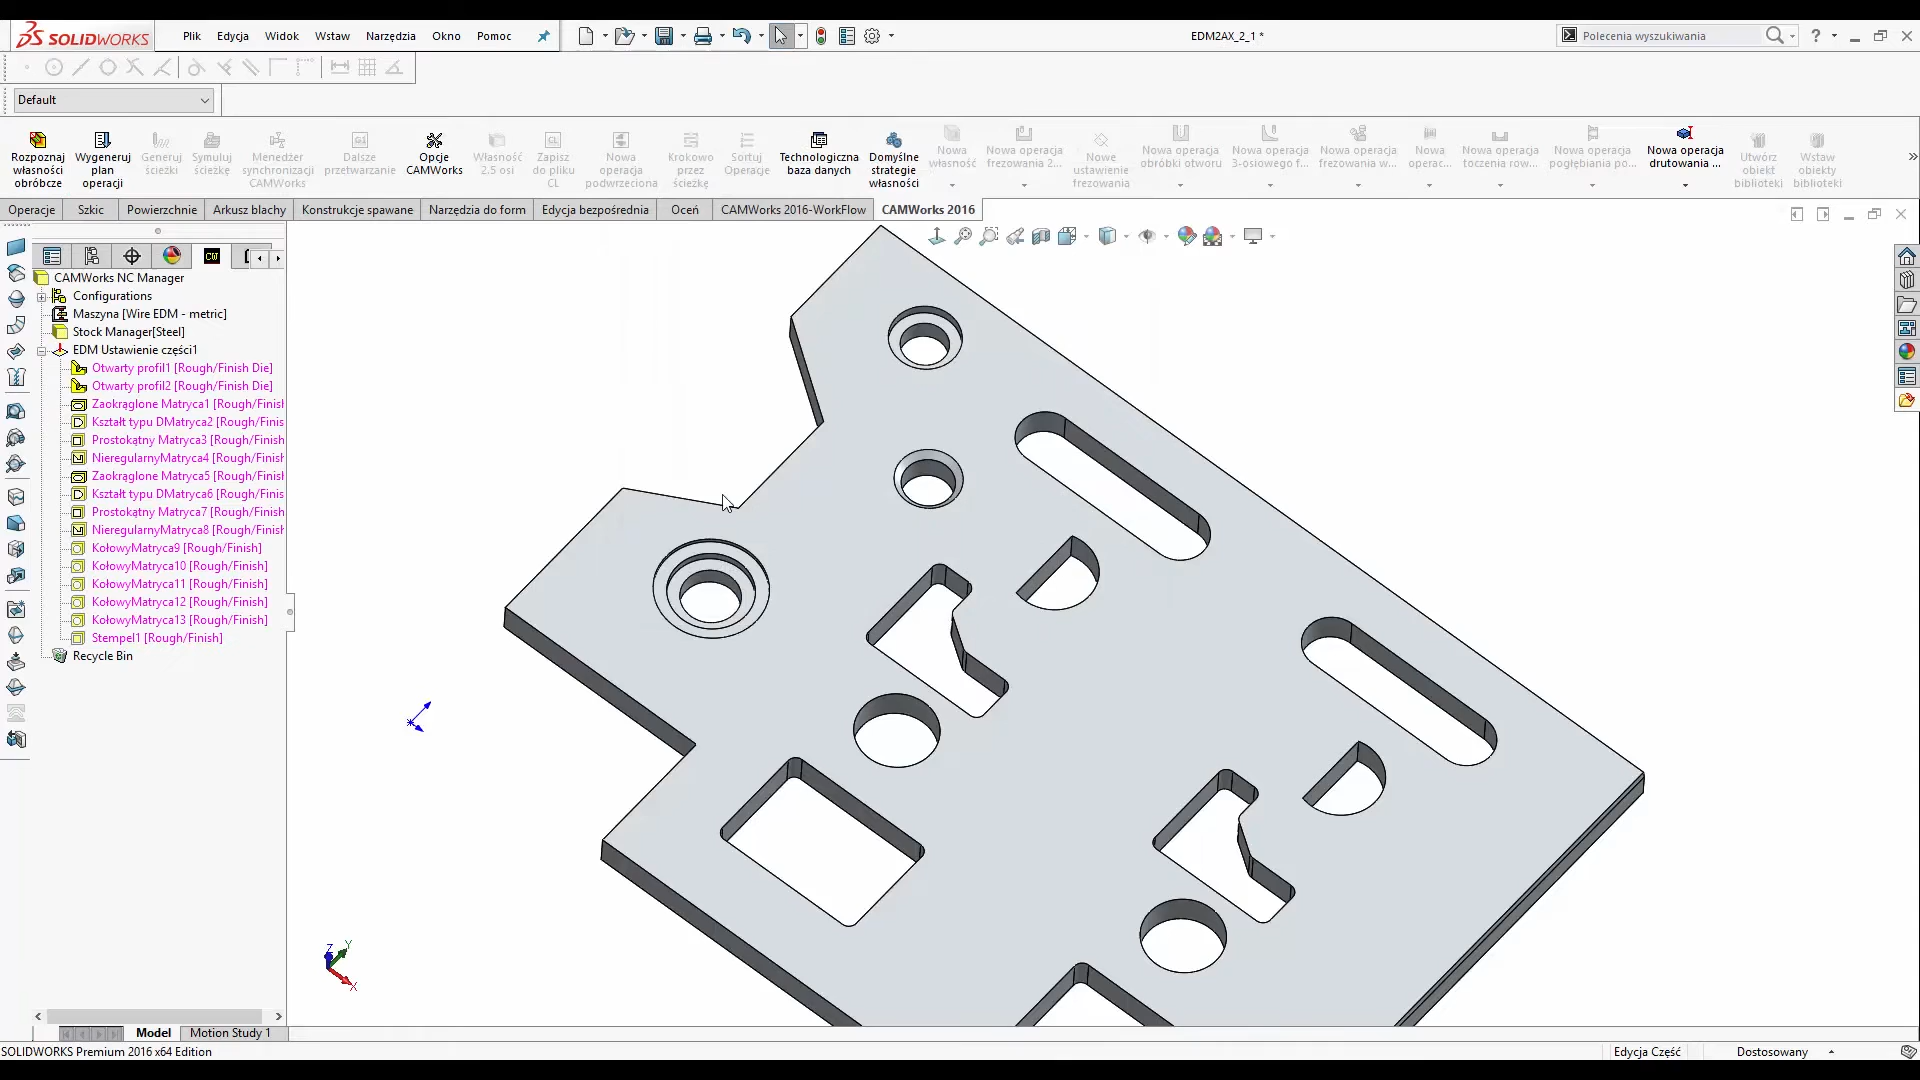 SOLIDWORKS Plik Edycja Widok Wstaw Narzędzia Okno Pomoc EDM2AX_2_1 * Polecenia wyszukiwania ?
Default
Rozpoznaj własności obróbcze
Wygeneruj plan operacji
Generuj ścieżki
Symuluj ścieżkę
Menedżer synchronizacji CAMWorks
Dalsze przetwarzanie
Opcje CAMWorks
Własność 2.5 osi
Zapisz do pliku CL
Nowa operacja podwrzeciona
Krokowo przez ścieżkę
Sortuj Operacje
Technologiczna baza danych
Domyślne strategie własności
Nowa własność
Nowa operacja frezowania 2...
Nowe ustawienie frezowania
Nowa operacja obróbki otworu
Nowa operacja 3-osiowego f...
Nowa operacja frezowania w...
Nowa operac...
Nowa operacja toczenia row...
Nowa operacja pogłębiania po...
Nowa operacja drutowania ...
Utwórz obiekt biblioteki
Wstaw obiekty biblioteki
Operacje Szkic Powierzchnie Arkusz blachy Konstrukcje spawane Narzędzia do form Edycja bezpośrednia Oceń CAMWorks 2016-WorkFlow CAMWorks 2016
CAMWorks NC Manager
Configurations
Maszyna [Wire EDM - metric]
Stock Manager[Steel]
EDM Ustawienie części1
Otwarty profil1 [Rough/Finish Die]
Otwarty profil2 [Rough/Finish Die]
Zaokrąglone Matryca1 [Rough/Finish
Kształt typu DMatryca2 [Rough/Finis
Prostokątny Matryca3 [Rough/Finish
NieregularnyMatryca4 [Rough/Finish
Zaokrąglone Matryca5 [Rough/Finish
Kształt typu DMatryca6 [Rough/Finis
Prostokątny Matryca7 [Rough/Finish
NieregularnyMatryca8 [Rough/Finish
KołowyMatryca9 [Rough/Finish]
KołowyMatryca10 [Rough/Finish]
KołowyMatryca11 [Rough/Finish]
KołowyMatryca12 [Rough/Finish]
KołowyMatryca13 [Rough/Finish]
Stempel1 [Rough/Finish]
Recycle Bin
Z Y
X
Model Motion Study 1
SOLIDWORKS Premium 2016 x64 Edition Edycja Część Dostosowany